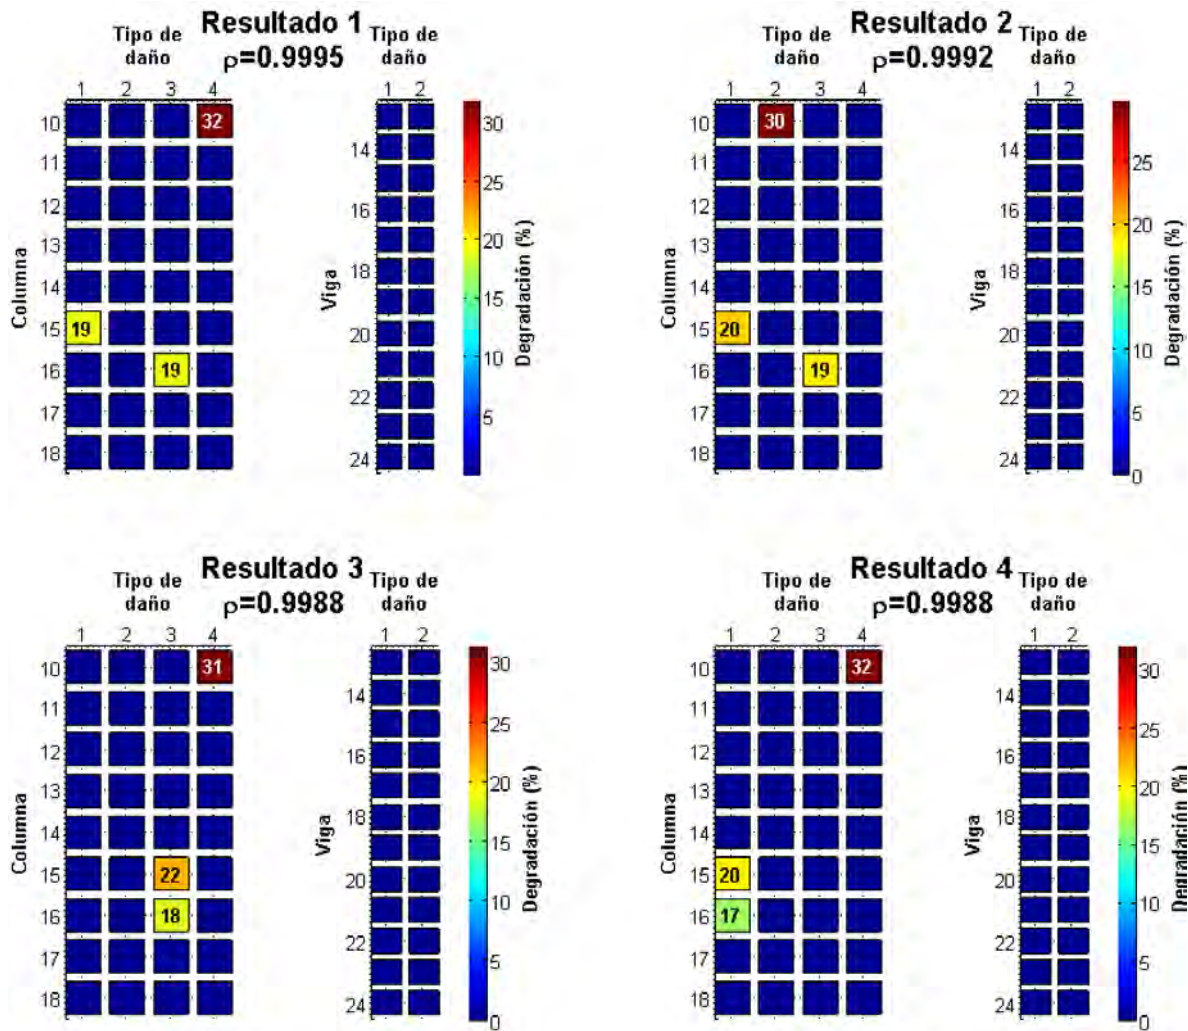 Resultado 1
ρ=0.9995
Tipo de
daño
1 2 3 4
Columna
10
11
12
13
14
15
16
17
18
32
19
19
Tipo de
daño
1 2
Viga
14
16
18
20
22
24
30
25
20
15
10
5
Degradación (%)
Resultado 2
ρ=0.9992
Tipo de
daño
1 2 3 4
Columna
10
11
12
13
14
15
16
17
18
30
20
19
Tipo de
daño
1 2
Viga
14
16
18
20
22
24
25
20
15
10
5
0
Degradación (%)
Resultado 3
ρ=0.9988
Tipo de
daño
1 2 3 4
Columna
10
11
12
13
14
15
16
17
18
31
22
18
Tipo de
daño
1 2
Viga
14
16
18
20
22
24
30
25
20
15
10
5
0
Degradación (%)
Resultado 4
ρ=0.9988
Tipo de
daño
1 2 3 4
Columna
10
11
12
13
14
15
16
17
18
32
20
17
Tipo de
daño
1 2
Viga
14
16
18
20
22
24
30
25
20
15
10
5
0
Degradación (%)